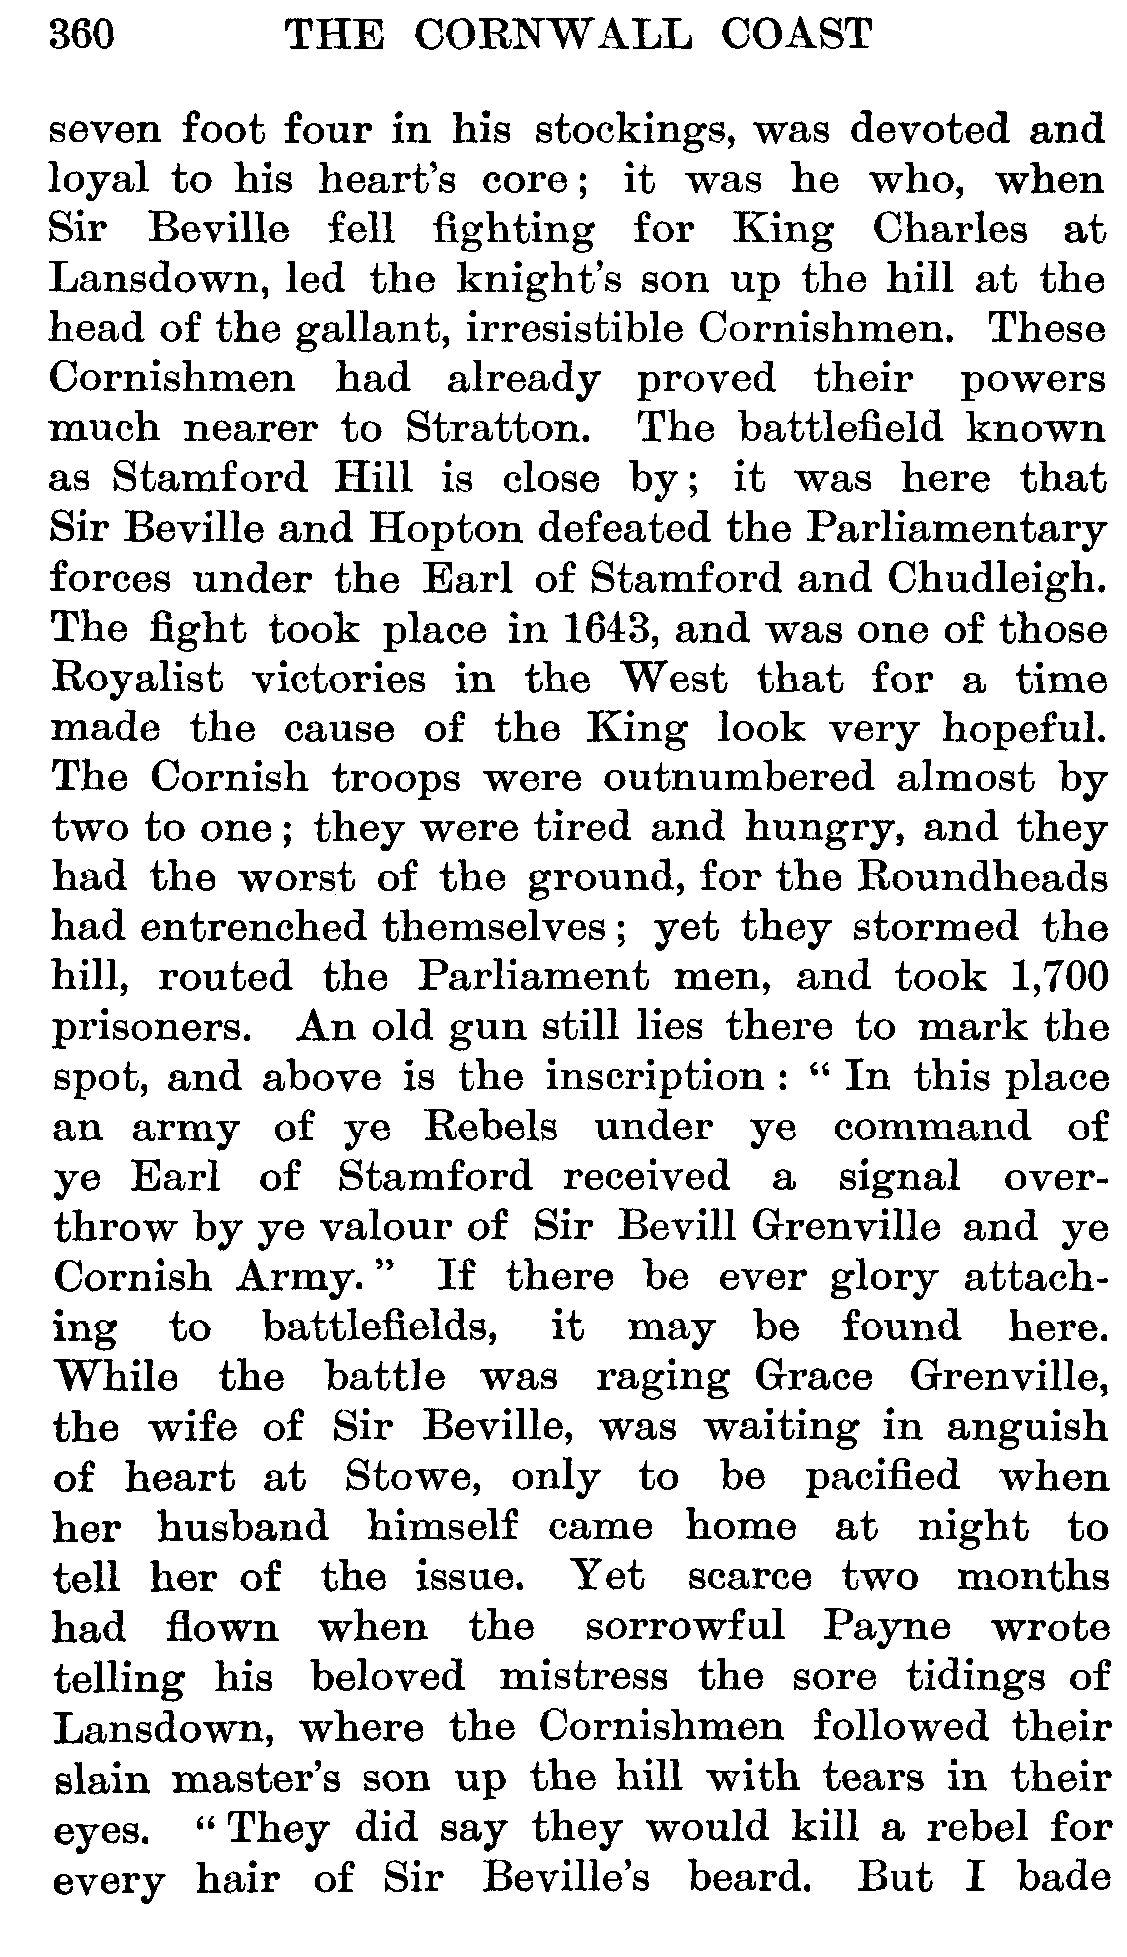 360 THE CORNWALL COAST
seven foot four in his stockings, was devoted and
loyal to his heart's core; it was he who, when
Sir Beville fell fighting for King Charles at
Lansdown, led the knight's son up the hill at the
head of the gallant, irresistible Cornishmen. These
Cornishmen had already proved their powers
much nearer to Stratton. The battlefield known
as Stamford Hill is close by; it was here that
Sir Beville and Hopton defeated the Parliamentary
forces under the Earl of Stamford and Chudleigh.
The fight took place in 1643, and was one of those
Royalist victories in the West that for a time
made the cause of the King look very hopeful.
The Cornish troops were outnumbered almost by
two to one; they were tired and hungry, and they
had the worst of the ground, for the Roundheads
had entrenched themselves; yet they stormed the
hill, routed the Parliament men, and took 1,700
prisoners. An old gun still lies there to mark the
spot, and above is the inscription: "In this place
an army of ye Rebels under ye command of
ye Earl of Stamford received a signal over-
throw by ye valour of Sir Bevill Grenville and ye
Cornish Army." If there be ever glory attach-
ing to battlefields, it may be found here.
While the battle was raging Grace Grenville,
the wife of Sir Beville, was waiting in anguish
of heart at Stowe, only to be pacified when
her husband himself came home at night to
tell her of the issue. Yet scarce two months
had flown when the sorrowful Payne wrote
telling his beloved mistress the sore tidings of
Lansdown, where the Cornishmen followed their
slain master's son up the hill with tears in their
eyes. "They did say they would kill a rebel for
every hair of Sir Beville's beard. But I bade